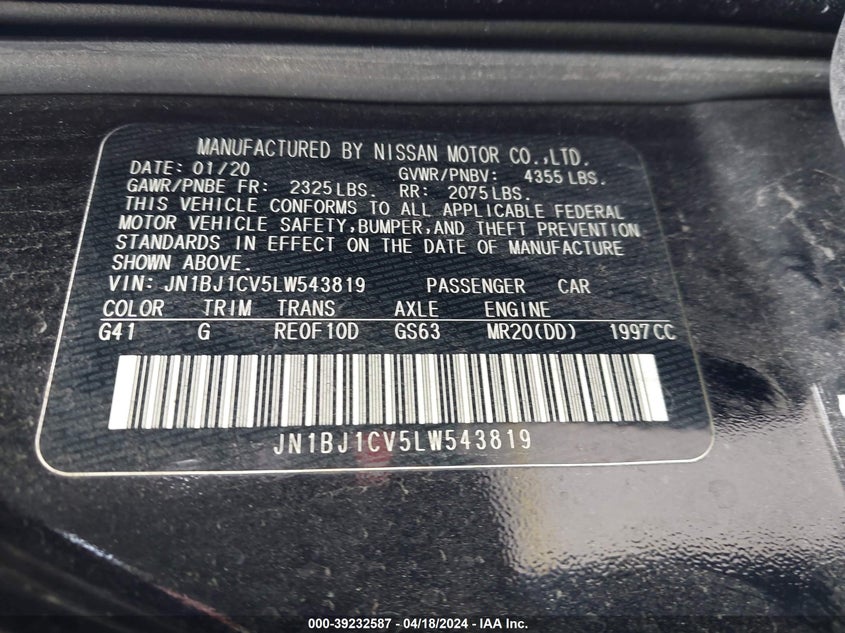 MANUFACTURED BY NISSAN MOTOR CO.,LTD.
DATE: 01/20 GVWR/PNBV: 4355 LBS.
GAWR/PNBE FR: 2325 LBS. RR: 2075 LBS.
THIS VEHICLE CONFORMS TO ALL APPLICABLE FEDERAL
MOTOR VEHICLE SAFETY,BUMPER,AND THEFT PREVENTION
STANDARDS IN EFFECT ON THE DATE OF MANUFACTURE
SHOWN ABOVE.
VIN: JN1BJ1CV5LW543819 PASSENGER CAR
COLOR TRIM TRANS AXLE ENGINE
G41 G RE0F10D GS63 MR20(DD) 1997CC
JN1BJ1CV5LW543819
000-39232587 - 04/18/2024 - IAA Inc.